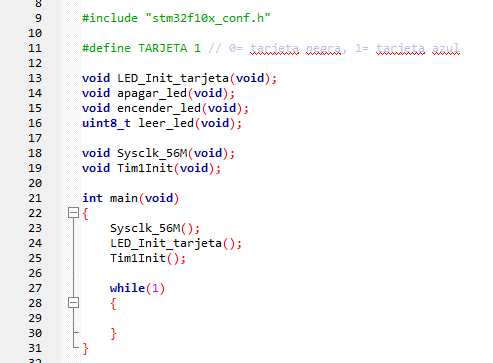 8
9 #include "stm32f10x_conf.h"
10
11 #define TARJETA 1 // 0= tarjeta negra, 1= tarjeta azul
12
13 void LED_Init_tarjeta(void);
14 void apagar_led(void);
15 void encender_led(void);
16 uint8_t leer_led(void);
17
18 void Sysclk_56M(void);
19 void Tim1Init(void);
20
21 int main(void)
22 {
23 Sysclk_56M();
24 LED_Init_tarjeta();
25 Tim1Init();
26
27 while(1)
28 {
29
30 }
31 }
32